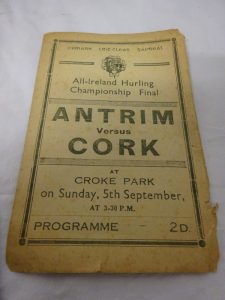 All-Ireland Hurling
Championship Final
ANTRIM
Versus
CORK
AT
CROKE PARK
on Sunday, 5th September,
AT 3-30 P.M.
PROGRAMME 2D.